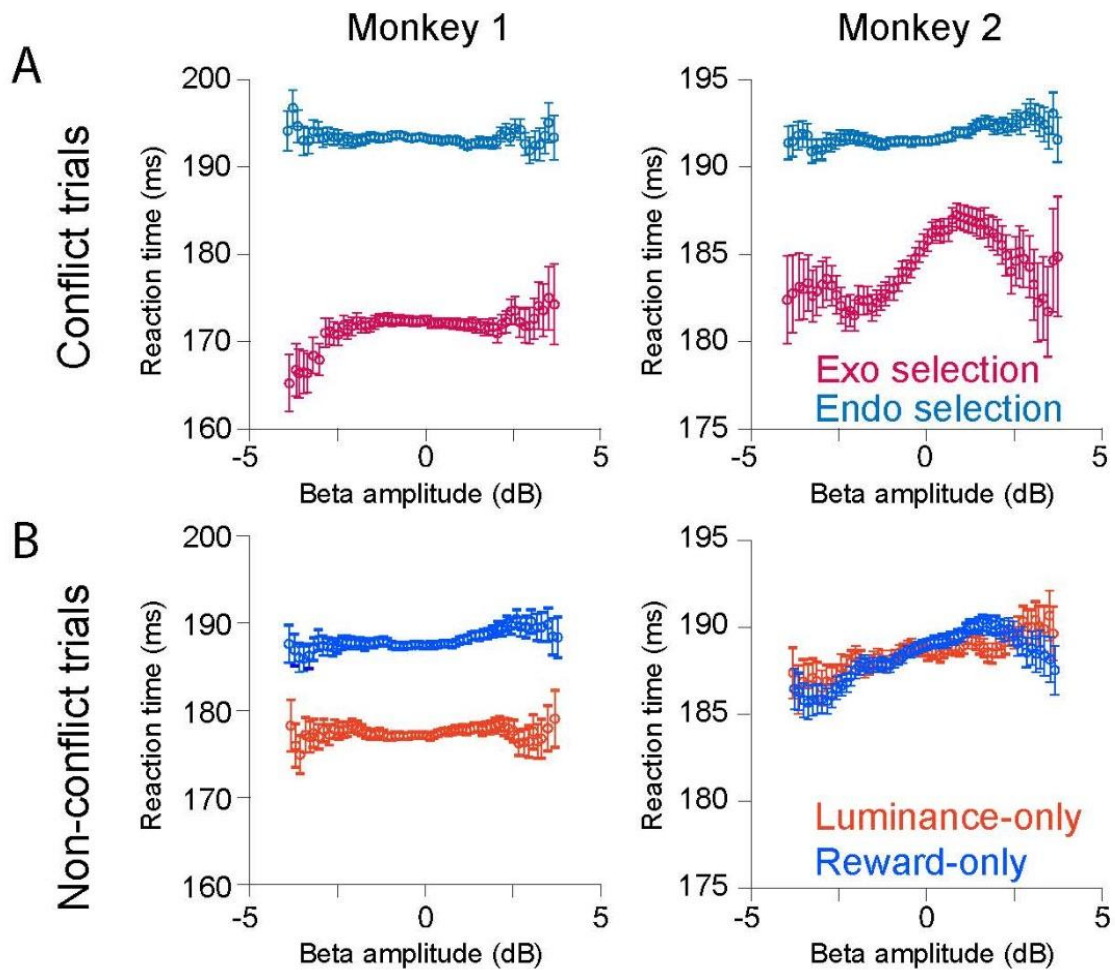 Monkey 1
Monkey 2
A
Conflict trials
Reaction time (ms)
200
190
180
170
160
-5
0
5
Beta amplitude (dB)
Reaction time (ms)
195
190
185
180
175
-5
0
5
Beta amplitude (dB)
Exo selection
Endo selection
B
Non-conflict trials
Reaction time (ms)
200
190
180
170
160
-5
0
5
Beta amplitude (dB)
Reaction time (ms)
195
190
185
180
175
-5
0
5
Beta amplitude (dB)
Luminance-only
Reward-only